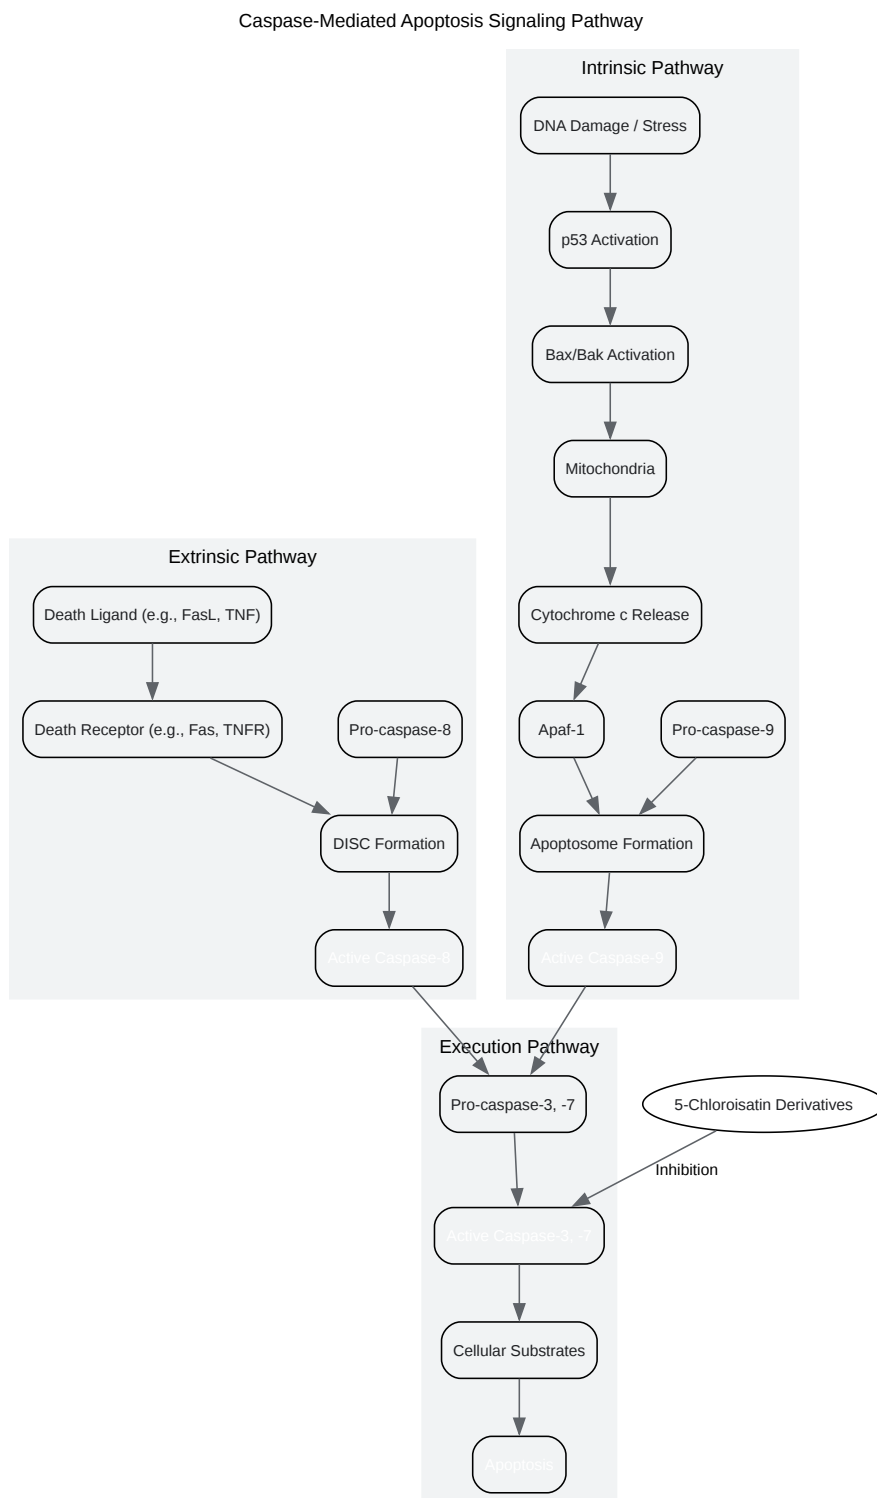 Caspase-Mediated Apoptosis Signaling Pathway
Intrinsic Pathway
DNA Damage / Stress
p53 Activation
Bax/Bak Activation
Mitochondria
Extrinsic Pathway
Death Ligand (e.g., FasL, TNF)
Cytochrome c Release
Death Receptor (e.g., Fas, TNFR)
Pro-caspase-8
Apaf-1
Pro-caspase-9
DISC Formation
Apoptosome Formation
Active Caspase-8
Active Caspase-9
Execution Pathway
Pro-caspase-3, -7
5-Chloroisatin Derivatives
Inhibition
Active Caspase-3, -7
Cellular Substrates
Apoptosis